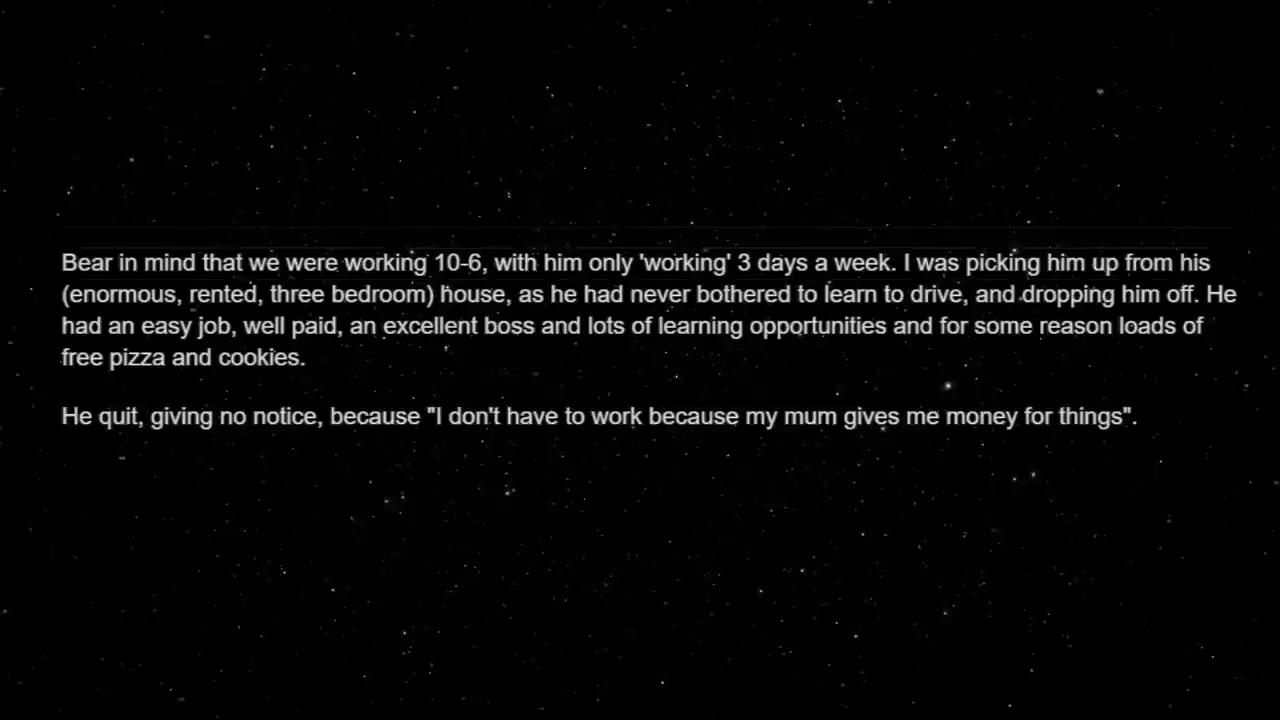 Bear in mind that we were working 10-6, with him only 'working' 3 days a week. I was picking him up from his
(enormous, rented, three bedroom) house, as he had never bothered to learn to drive, and dropping him off. He
had an easy job, well paid, an excellent boss and lots of learning opportunities and for some reason loads of
free pizza and cookies.
He quit, giving no notice, because "I don't have to work because my mum gives me money for things".